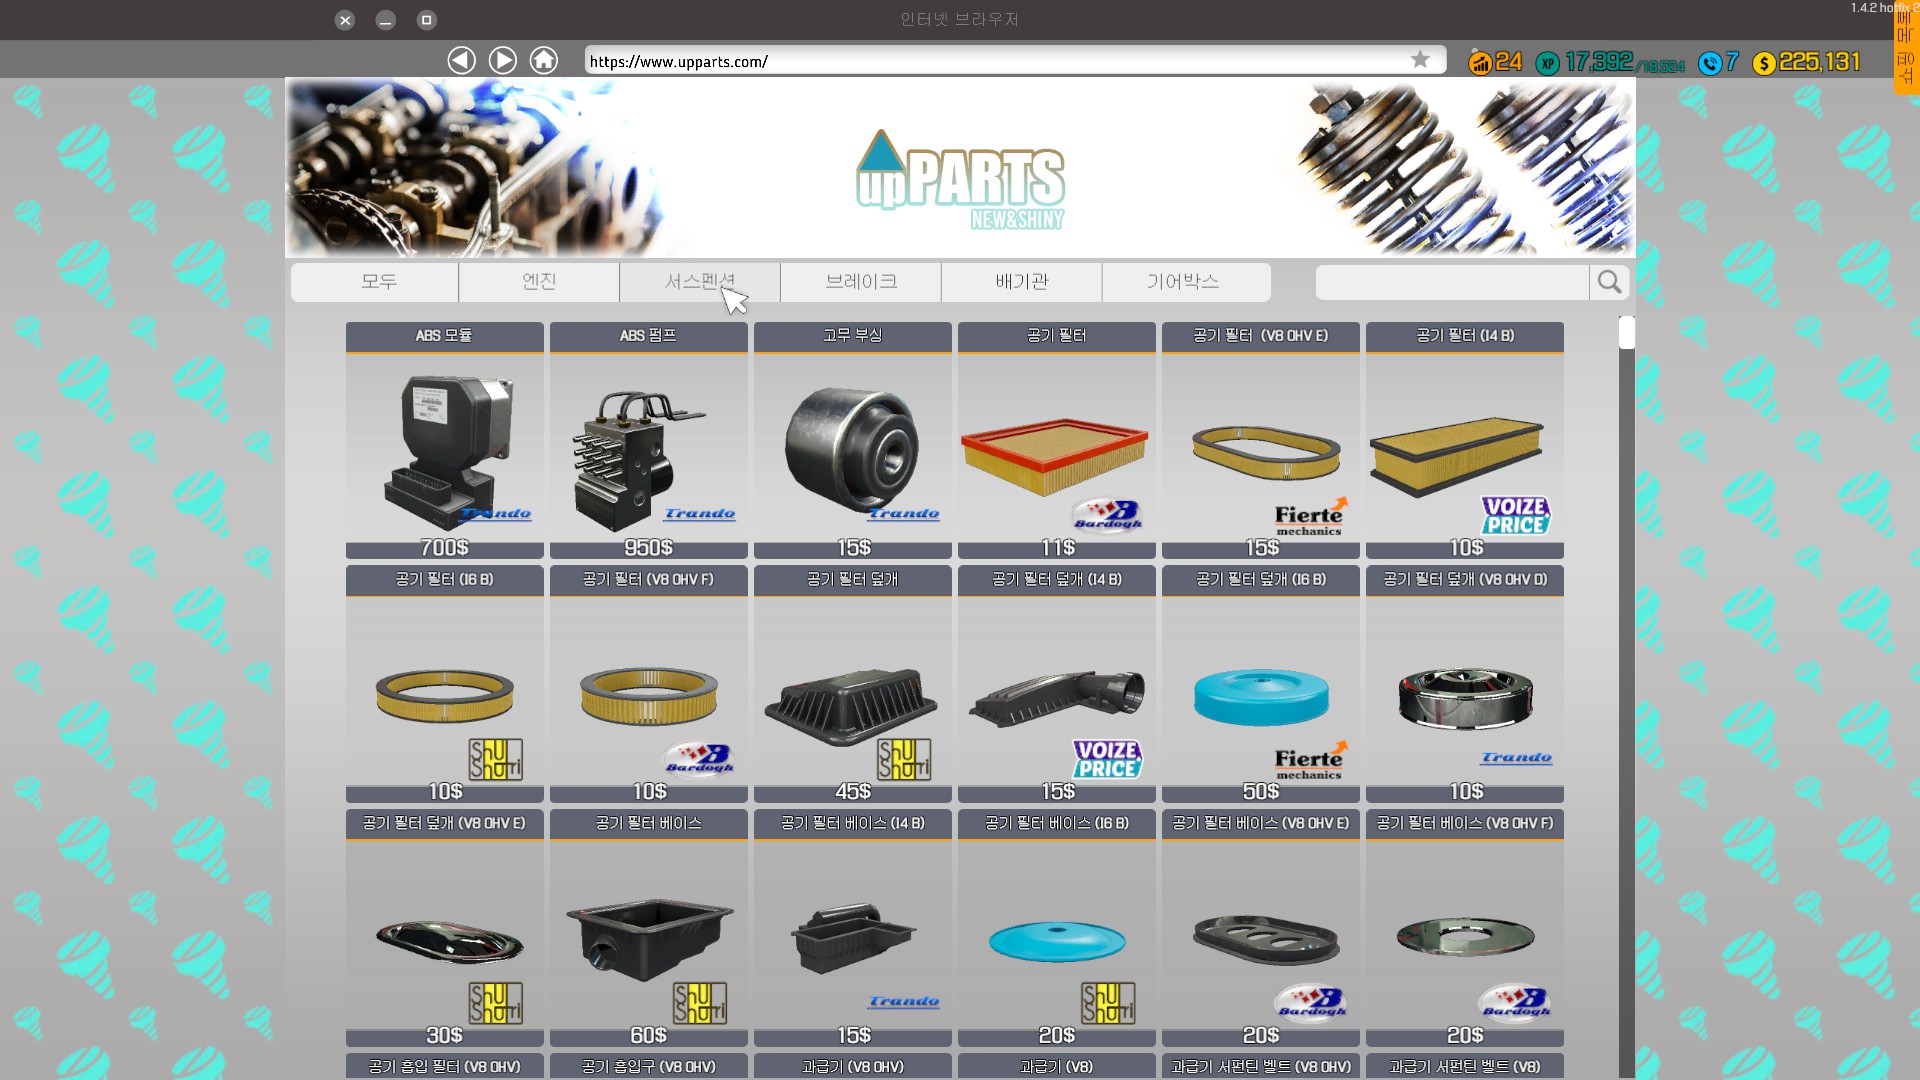 인터넷 브라우저
1.4.2 hotfix 2
https://www.upparts.com/
24
XP 17,392/18,524
7
$ 225,131
upPARTS
NEW&SHINY
모두
엔진
서스펜션
브레이크
배기관
기어박스
ABS 모듈
ABS 펌프
고무 부싱
공기 필터
공기 필터 (V8 OHV E)
공기 필터 (I4 B)
Trando
Trando
Trando
Bardogh
Fierte mechanics
VOIZE PRICE
700$
950$
15$
11$
15$
10$
공기 필터 (I6 B)
공기 필터 (V8 OHV F)
공기 필터 덮개
공기 필터 덮개 (I4 B)
공기 필터 덮개 (I6 B)
공기 필터 덮개 (V8 OHV D)
Shu Shuri
Bardogh
Shu Shuri
VOIZE PRICE
Fierte mechanics
Trando
10$
10$
45$
15$
50$
10$
공기 필터 덮개 (V8 OHV E)
공기 필터 베이스
공기 필터 베이스 (I4 B)
공기 필터 베이스 (I6 B)
공기 필터 베이스 (V8 OHV E)
공기 필터 베이스 (V8 OHV F)
Shu Shuri
Shu Shuri
Trando
Shu Shuri
Bardogh
Bardogh
30$
60$
15$
20$
20$
20$
공기 흡입 필터 (V8 OHV)
공기 흡입구 (V8 OHV)
과급기 (V8 OHV)
과급기 (V8)
과급기 서펀틴 벨트 (V8 OHV)
과급기 서펀틴 벨트 (V8)